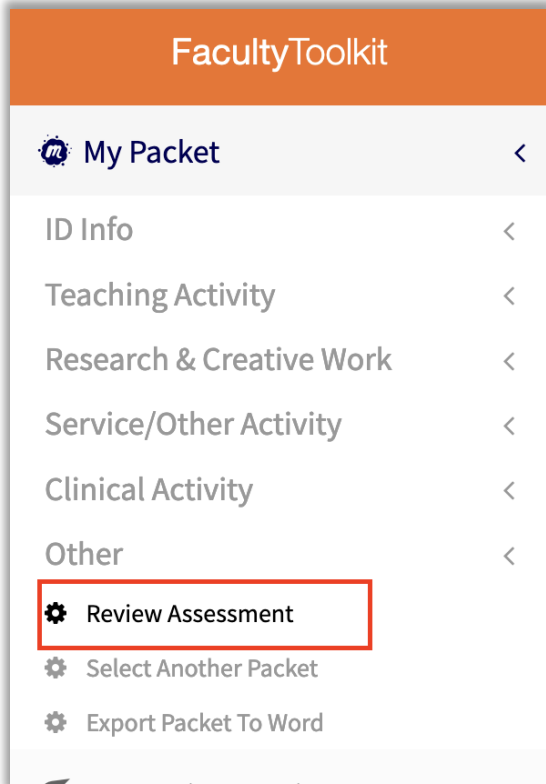 FacultyToolkit
My Packet
ID Info
Teaching Activity
Research & Creative Work
Service/Other Activity
Clinical Activity
Other
Review Assessment
Select Another Packet
Export Packet To Word